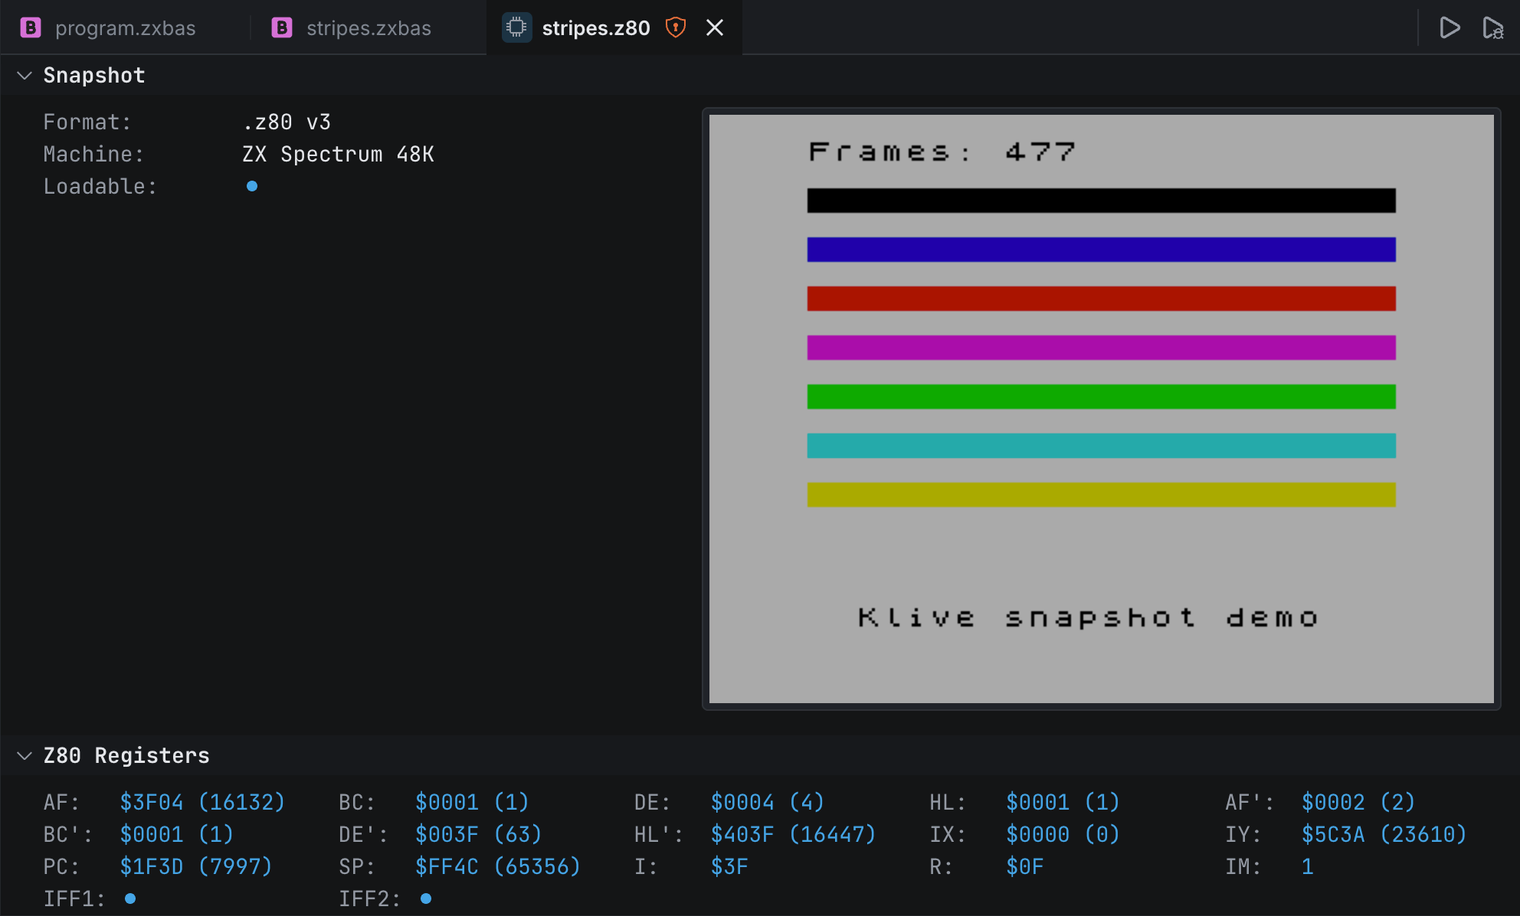 program.zxbas stripes.zxbas stripes.z80
Snapshot
Format: .z80 v3
Machine: ZX Spectrum 48K
Loadable:
Frames: 477
Klive snapshot demo
Z80 Registers
AF: $3F04 (16132) BC: $0001 (1) DE: $0004 (4) HL: $0001 (1) AF': $0002 (2)
BC': $0001 (1) DE': $003F (63) HL': $403F (16447) IX: $0000 (0) IY: $5C3A (23610)
PC: $1F3D (7997) SP: $FF4C (65356) I: $3F R: $0F IM: 1
IFF1: IFF2: